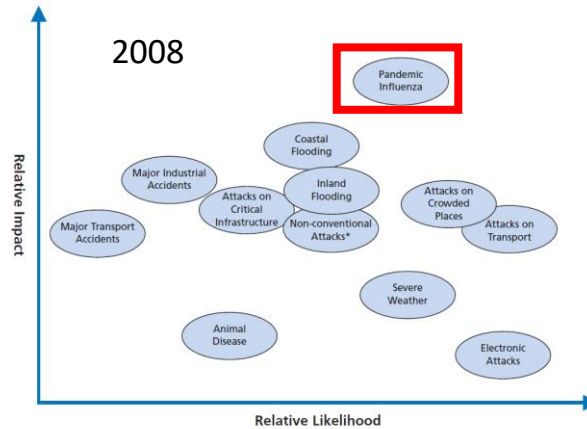 2008
Pandemic
Influenza
Coastal
Flooding
Major Industrial
Accidents
Inland
Flooding
Attacks on
Critical
Infrastructure
Attacks on
Crowded
Places
Major Transport
Accidents
Non-conventional
Attacks*
Attacks on
Transport
Severe
Weather
Animal
Disease
Electronic
Attacks
Relative Impact
Relative Likelihood